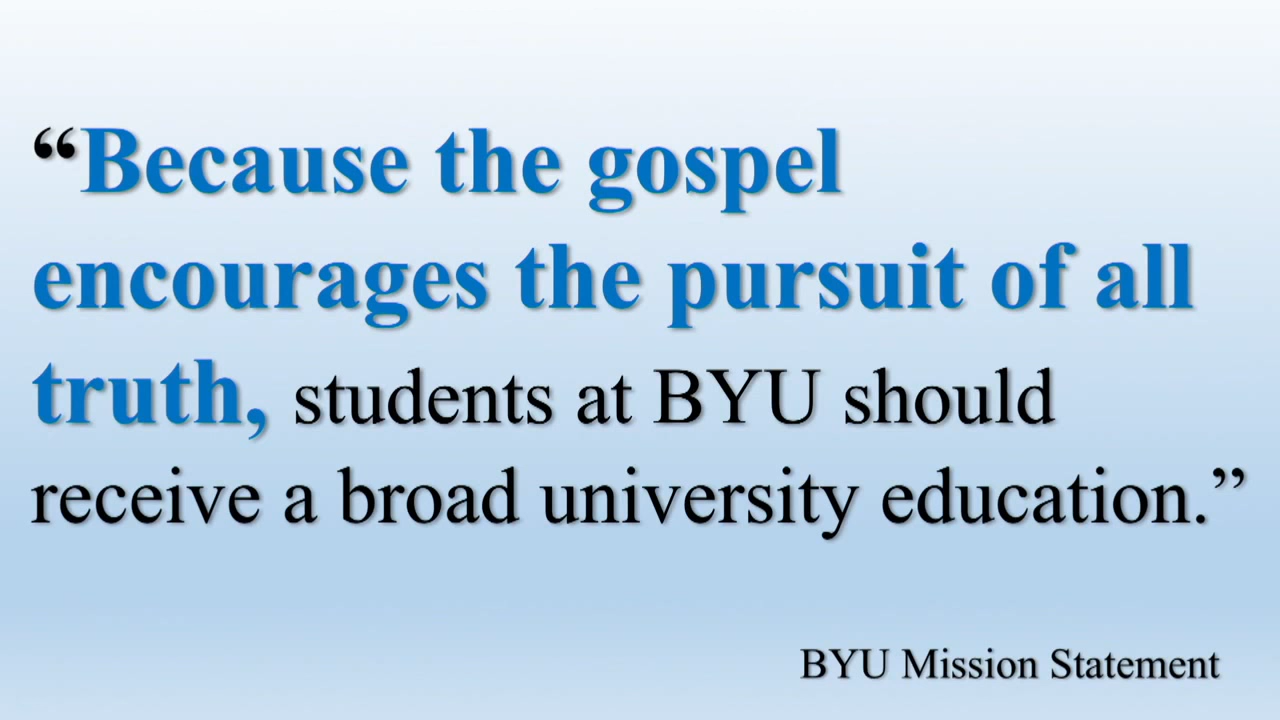 “Because the gospel
encourages the pursuit of all
truth, students at BYU should
receive a broad university education.”
BYU Mission Statement